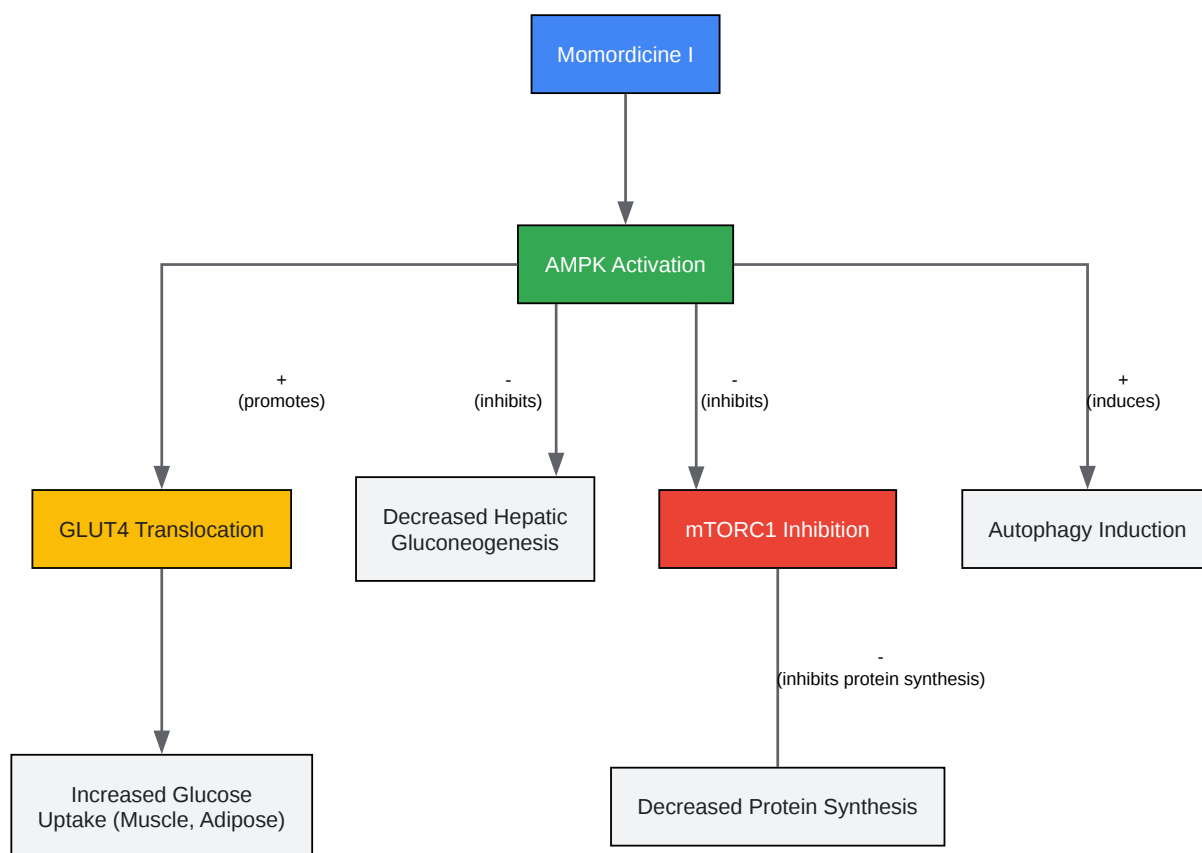 Momordicine I
AMPK Activation
+
(promotes)
-
(inhibits)
-
(inhibits)
+
(induces)
GLUT4 Translocation
Decreased Hepatic
Gluconeogenesis
mTORC1 Inhibition
Autophagy Induction
-
(inhibits protein synthesis)
Increased Glucose
Uptake (Muscle, Adipose)
Decreased Protein Synthesis